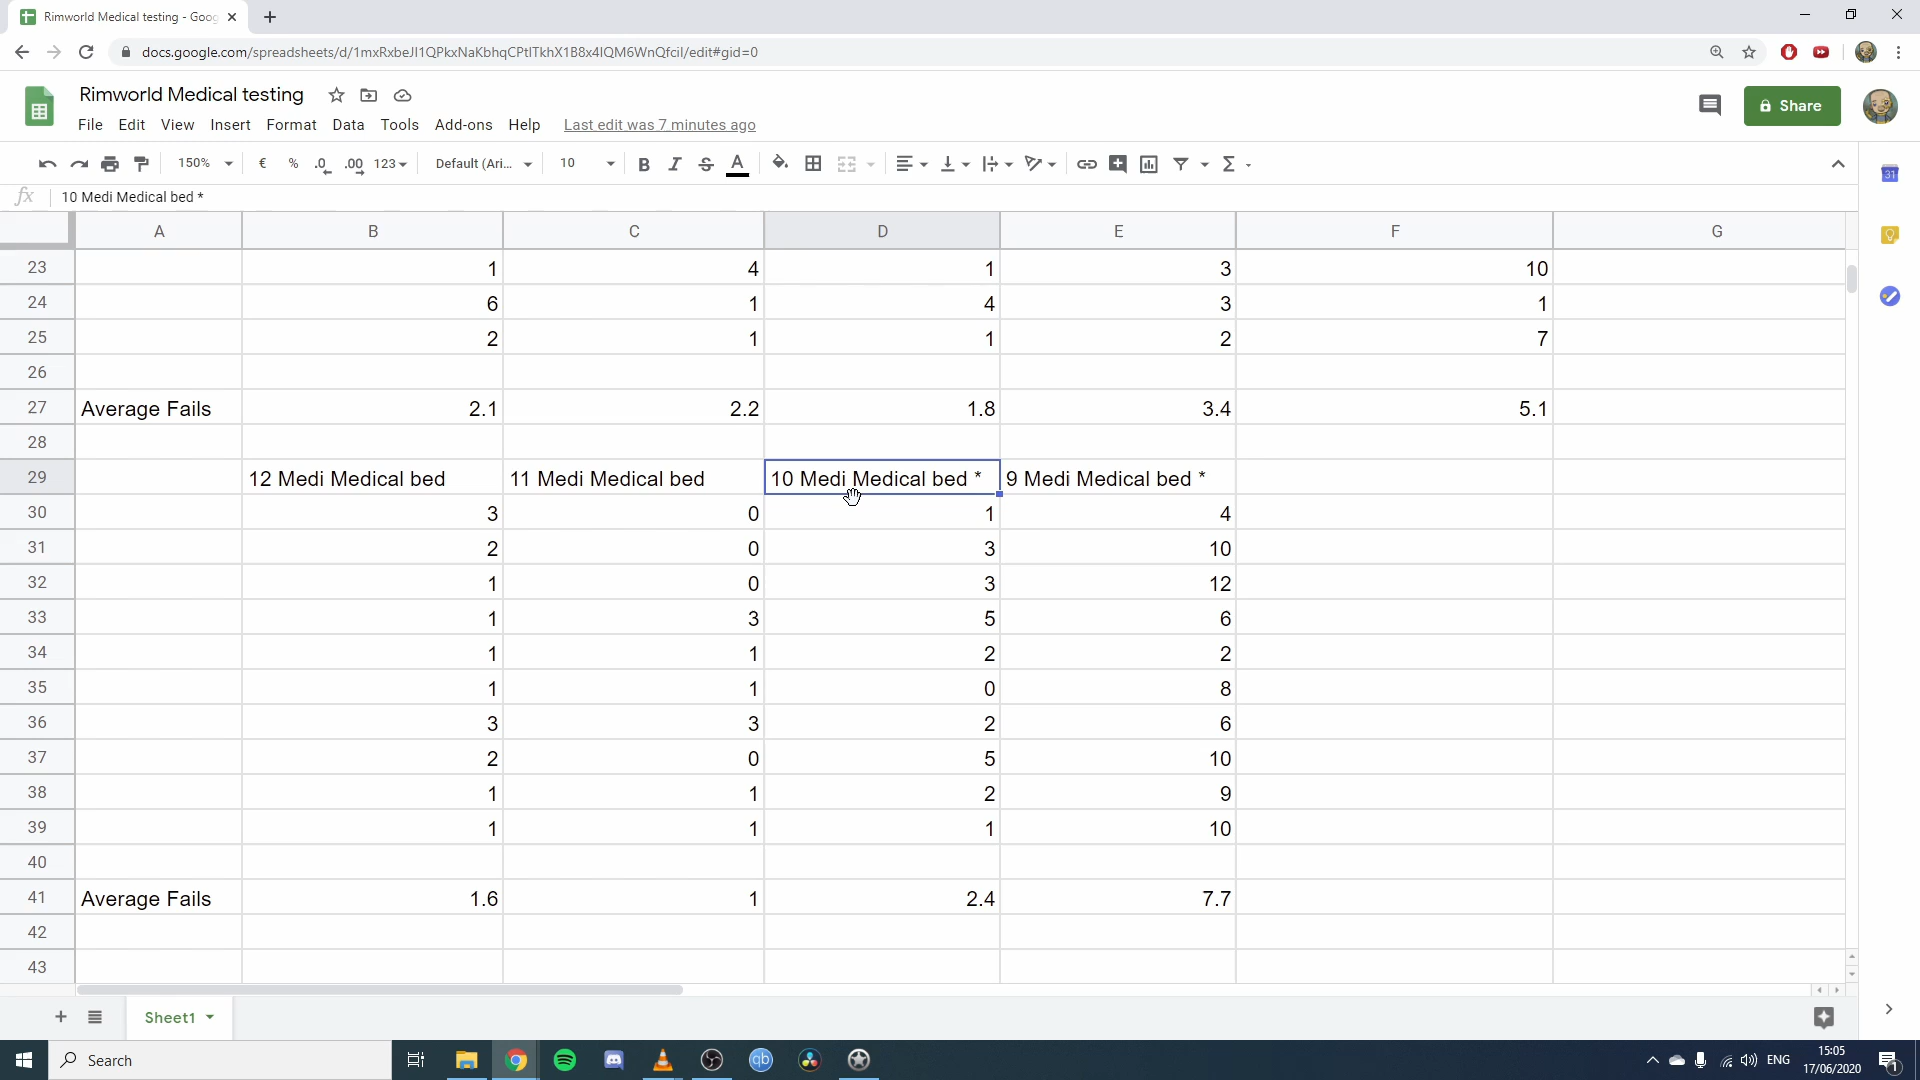 Rimworld Medical testing - Goog
docs.google.com/spreadsheets/d/1mxRxbeJl1QPkxNaKbhqCPtlTkhX1B8x4IQM6WnQfciI/edit#gid=0
Rimworld Medical testing
Share
File Edit View Insert Format Data Tools Add-ons Help Last edit was 7 minutes ago
150% € % .0 .00 123 Default (Ari... 10 B I S A Σ
31
fx 10 Medi Medical bed *
A B C D E F G
23 1 4 1 3 10
24 6 1 4 3 1
25 2 1 1 2 7
26
27 Average Fails 2.1 2.2 1.8 3.4 5.1
28
29 12 Medi Medical bed 11 Medi Medical bed 10 Medi Medical bed * 9 Medi Medical bed *
30 3 0 1 4
31 2 0 3 10
32 1 0 3 12
33 1 3 5 6
34 1 1 2 2
35 1 1 0 8
36 3 3 2 6
37 2 0 5 10
38 1 1 2 9
39 1 1 1 10
40
41 Average Fails 1.6 1 2.4 7.7
42
43
Sheet1
Search
qb
ENG
15:05
17/06/2020
1